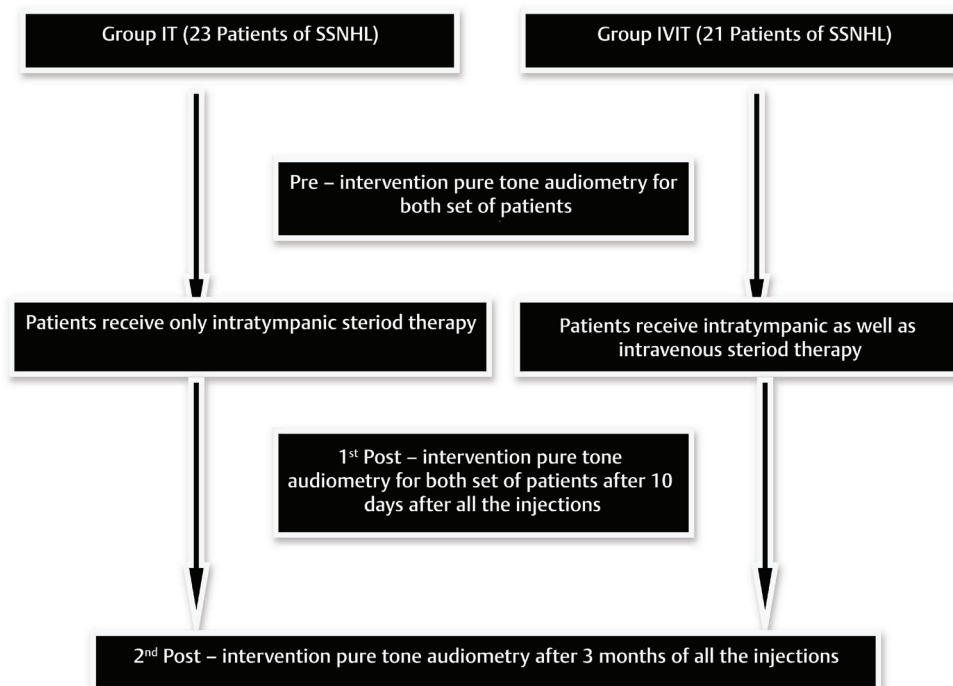 Group IT (23 Patients of SSNHL)
Group IVIT (21 Patients of SSNHL)
Pre – intervention pure tone audiometry for
both set of patients
Patients receive only intratympanic steriod therapy
Patients receive intratympanic as well as
intravenous steriod therapy
1st Post – intervention pure tone
audiometry for both set of patients after 10
days after all the injections
2nd Post – intervention pure tone audiometry after 3 months of all the injections